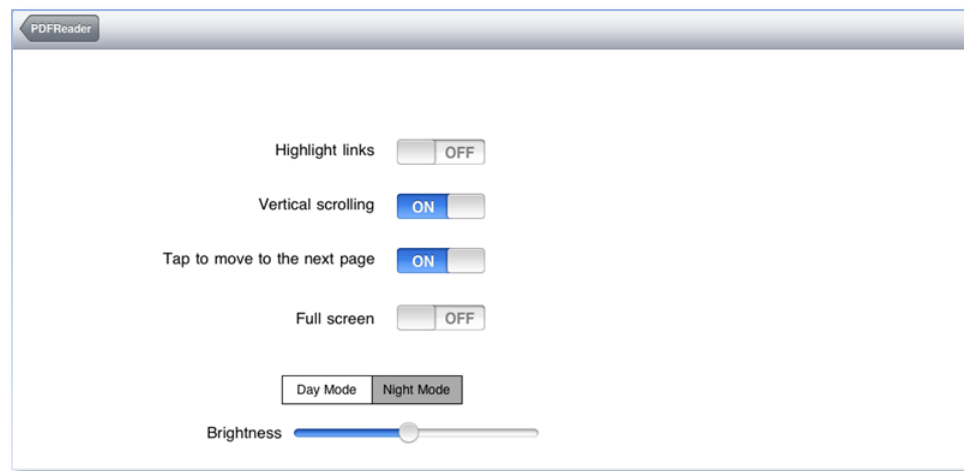 PDFReader
Highlight links OFF
Vertical scrolling ON
Tap to move to the next page ON
Full screen OFF
Day Mode Night Mode
Brightness